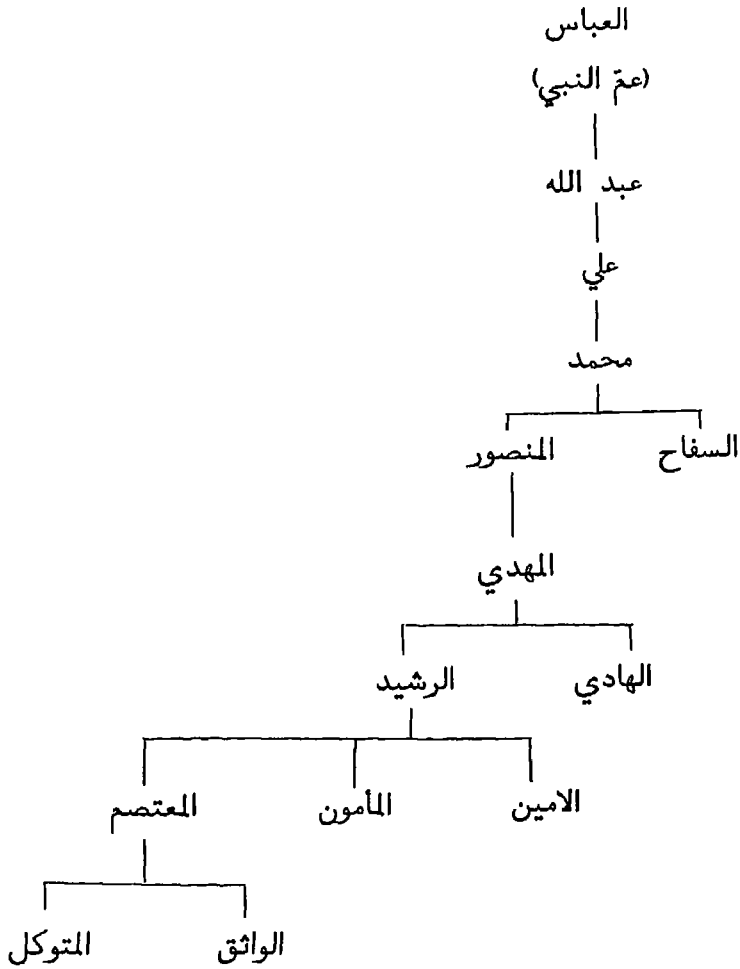 العباس
(عمّ النبي)
عبد الله
علي
محمد
السفاح
المنصور
المهدي
الهادي
الرشيد
الامين
المأمون
المعتصم
الواثق
المتوكل